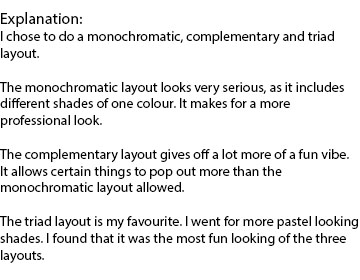 Explanation:
I chose to do a monochromatic, complementary and triad
layout.
The monochromatic layout looks very serious, as it includes
different shades of one colour. It makes for a more
professional look.
The complementary layout gives off a lot more of a fun vibe.
It allows certain things to pop out more than the
monochromatic layout allowed.
The triad layout is my favourite. I went for more pastel looking
shades. I found that it was the most fun looking of the three
layouts.